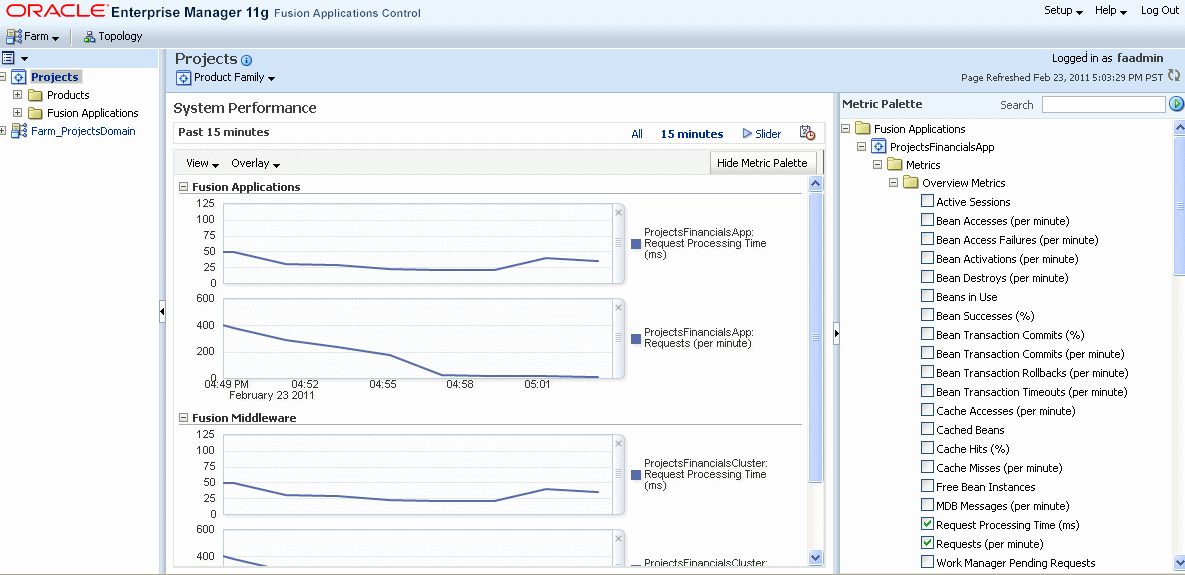 ORACLE Enterprise Manager 11g Fusion Applications Control
Setup Help Log Out
Farm Topology
Projects
Products
Fusion Applications
Farm_ProjectsDomain
Projects
Logged in as faadmin
Product Family
Page Refreshed Feb 23, 2011 5:03:29 PM PST
System Performance
Past 15 minutes All 15 minutes Slider
View Overlay Hide Metric Palette
Fusion Applications
125
100
75
50
25
0
ProjectsFinancialsApp:
Request Processing Time
(ms)
600
400
200
0
ProjectsFinancialsApp:
Requests (per minute)
04:49 PM 04:52 04:55 04:58 05:01
February 23 2011
Fusion Middleware
125
100
75
50
25
0
ProjectsFinancialsCluster:
Request Processing Time
(ms)
600
400
ProjectsFinancialsCluster:
Metric Palette Search
Fusion Applications
ProjectsFinancialsApp
Metrics
Overview Metrics
Active Sessions
Bean Accesses (per minute)
Bean Access Failures (per minute)
Bean Activations (per minute)
Bean Destroys (per minute)
Beans in Use
Bean Successes (%)
Bean Transaction Commits (%)
Bean Transaction Commits (per minute)
Bean Transaction Rollbacks (per minute)
Bean Transaction Timeouts (per minute)
Cache Accesses (per minute)
Cached Beans
Cache Hits (%)
Cache Misses (per minute)
Free Bean Instances
MDB Messages (per minute)
Request Processing Time (ms)
Requests (per minute)
Work Manager Pending Requests